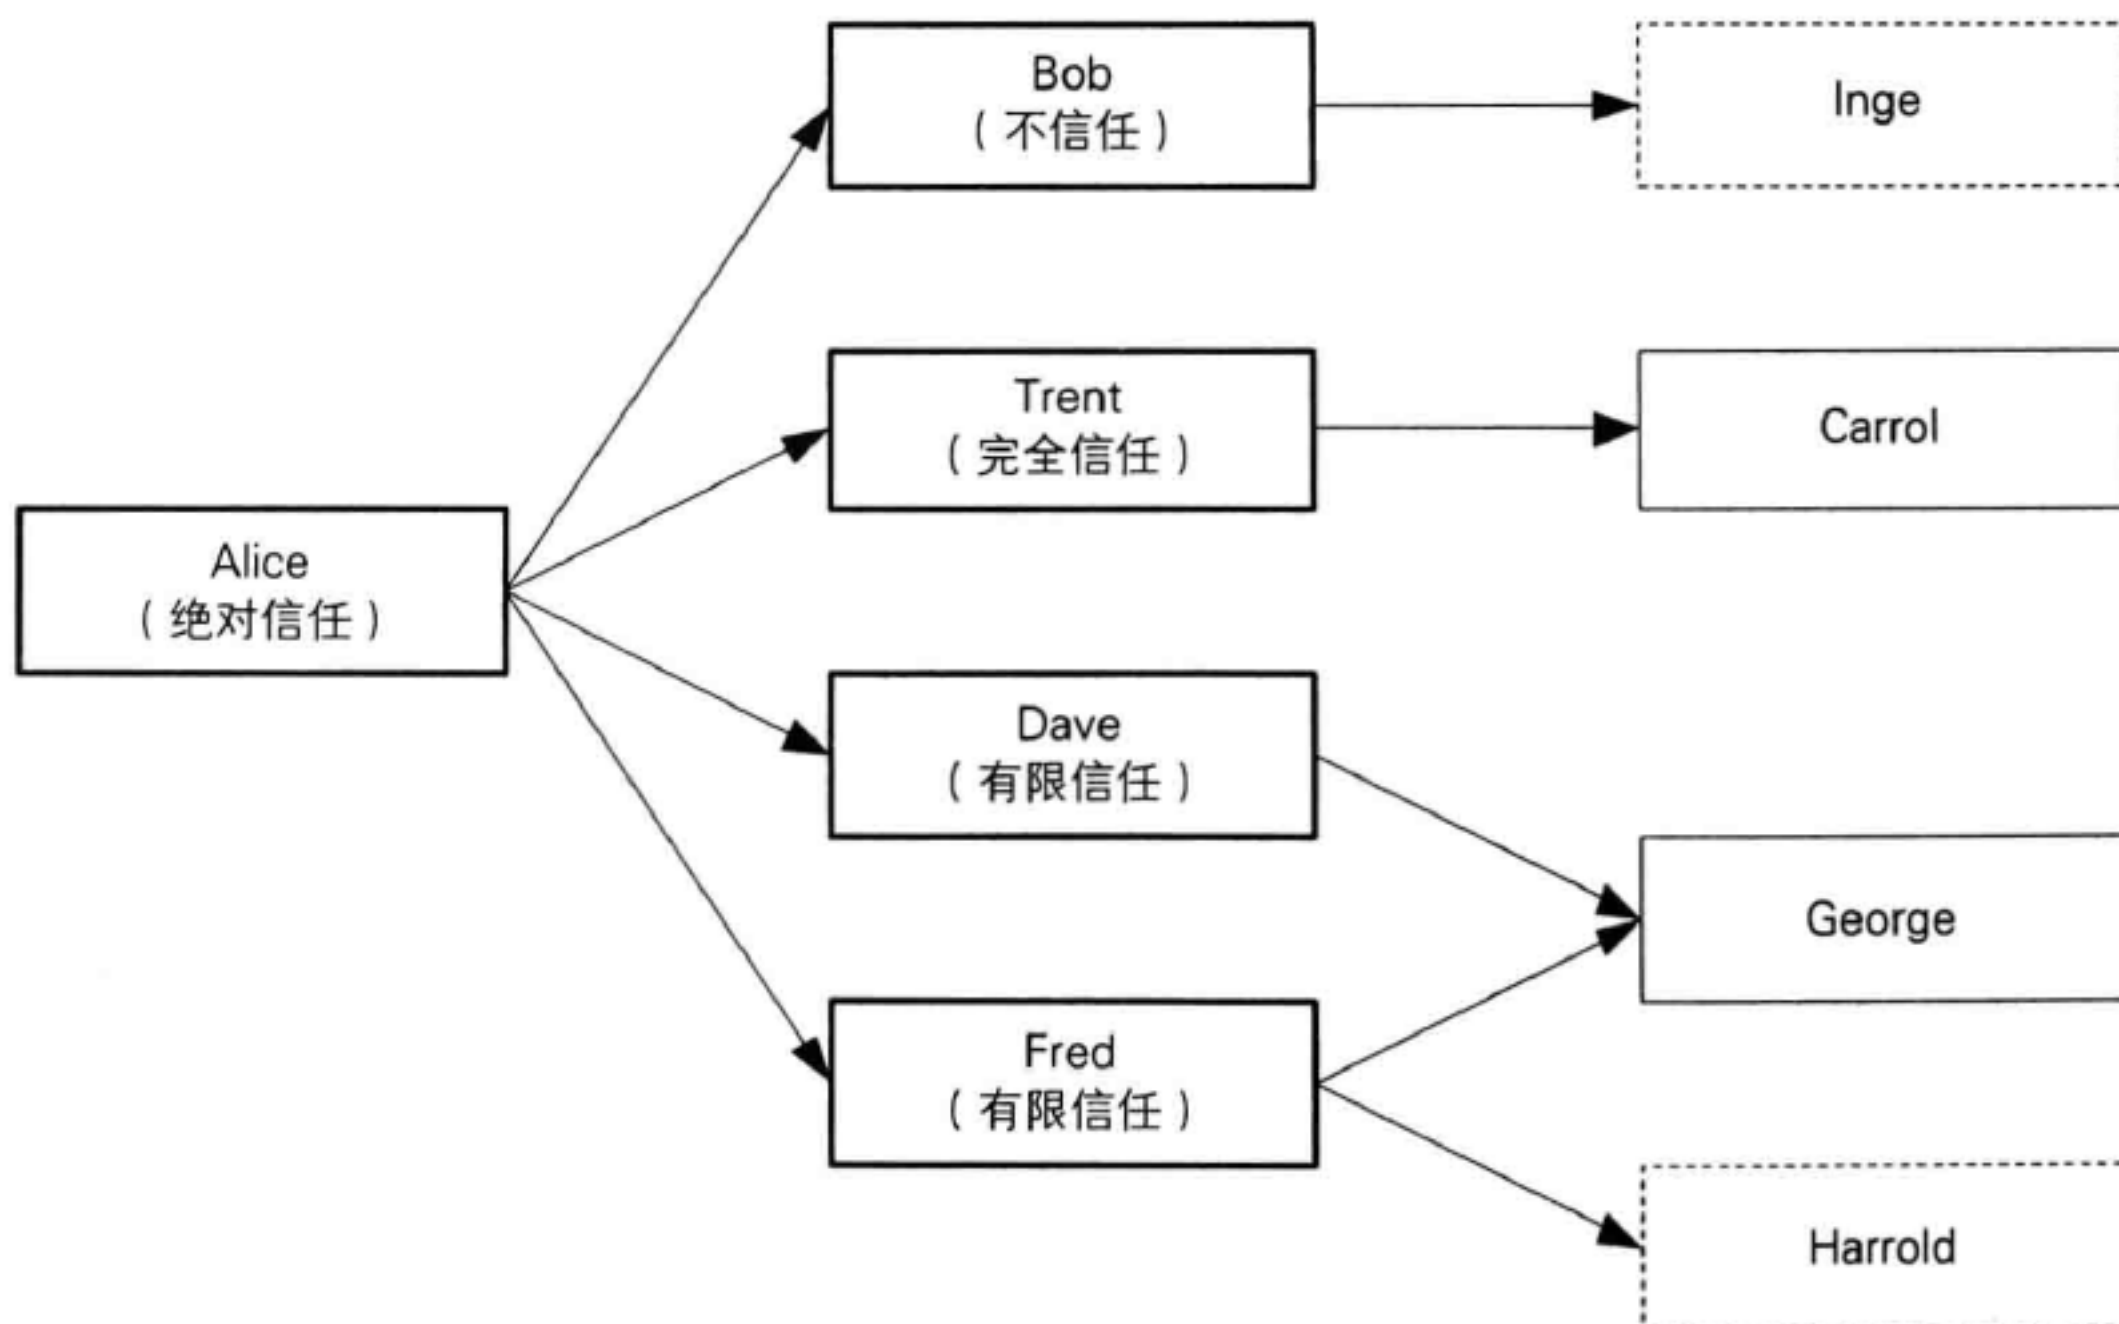 Bob
（不信任）
Inge
Trent
（完全信任）
Carrol
Alice
（绝对信任）
Dave
（有限信任）
George
Fred
（有限信任）
Harrold